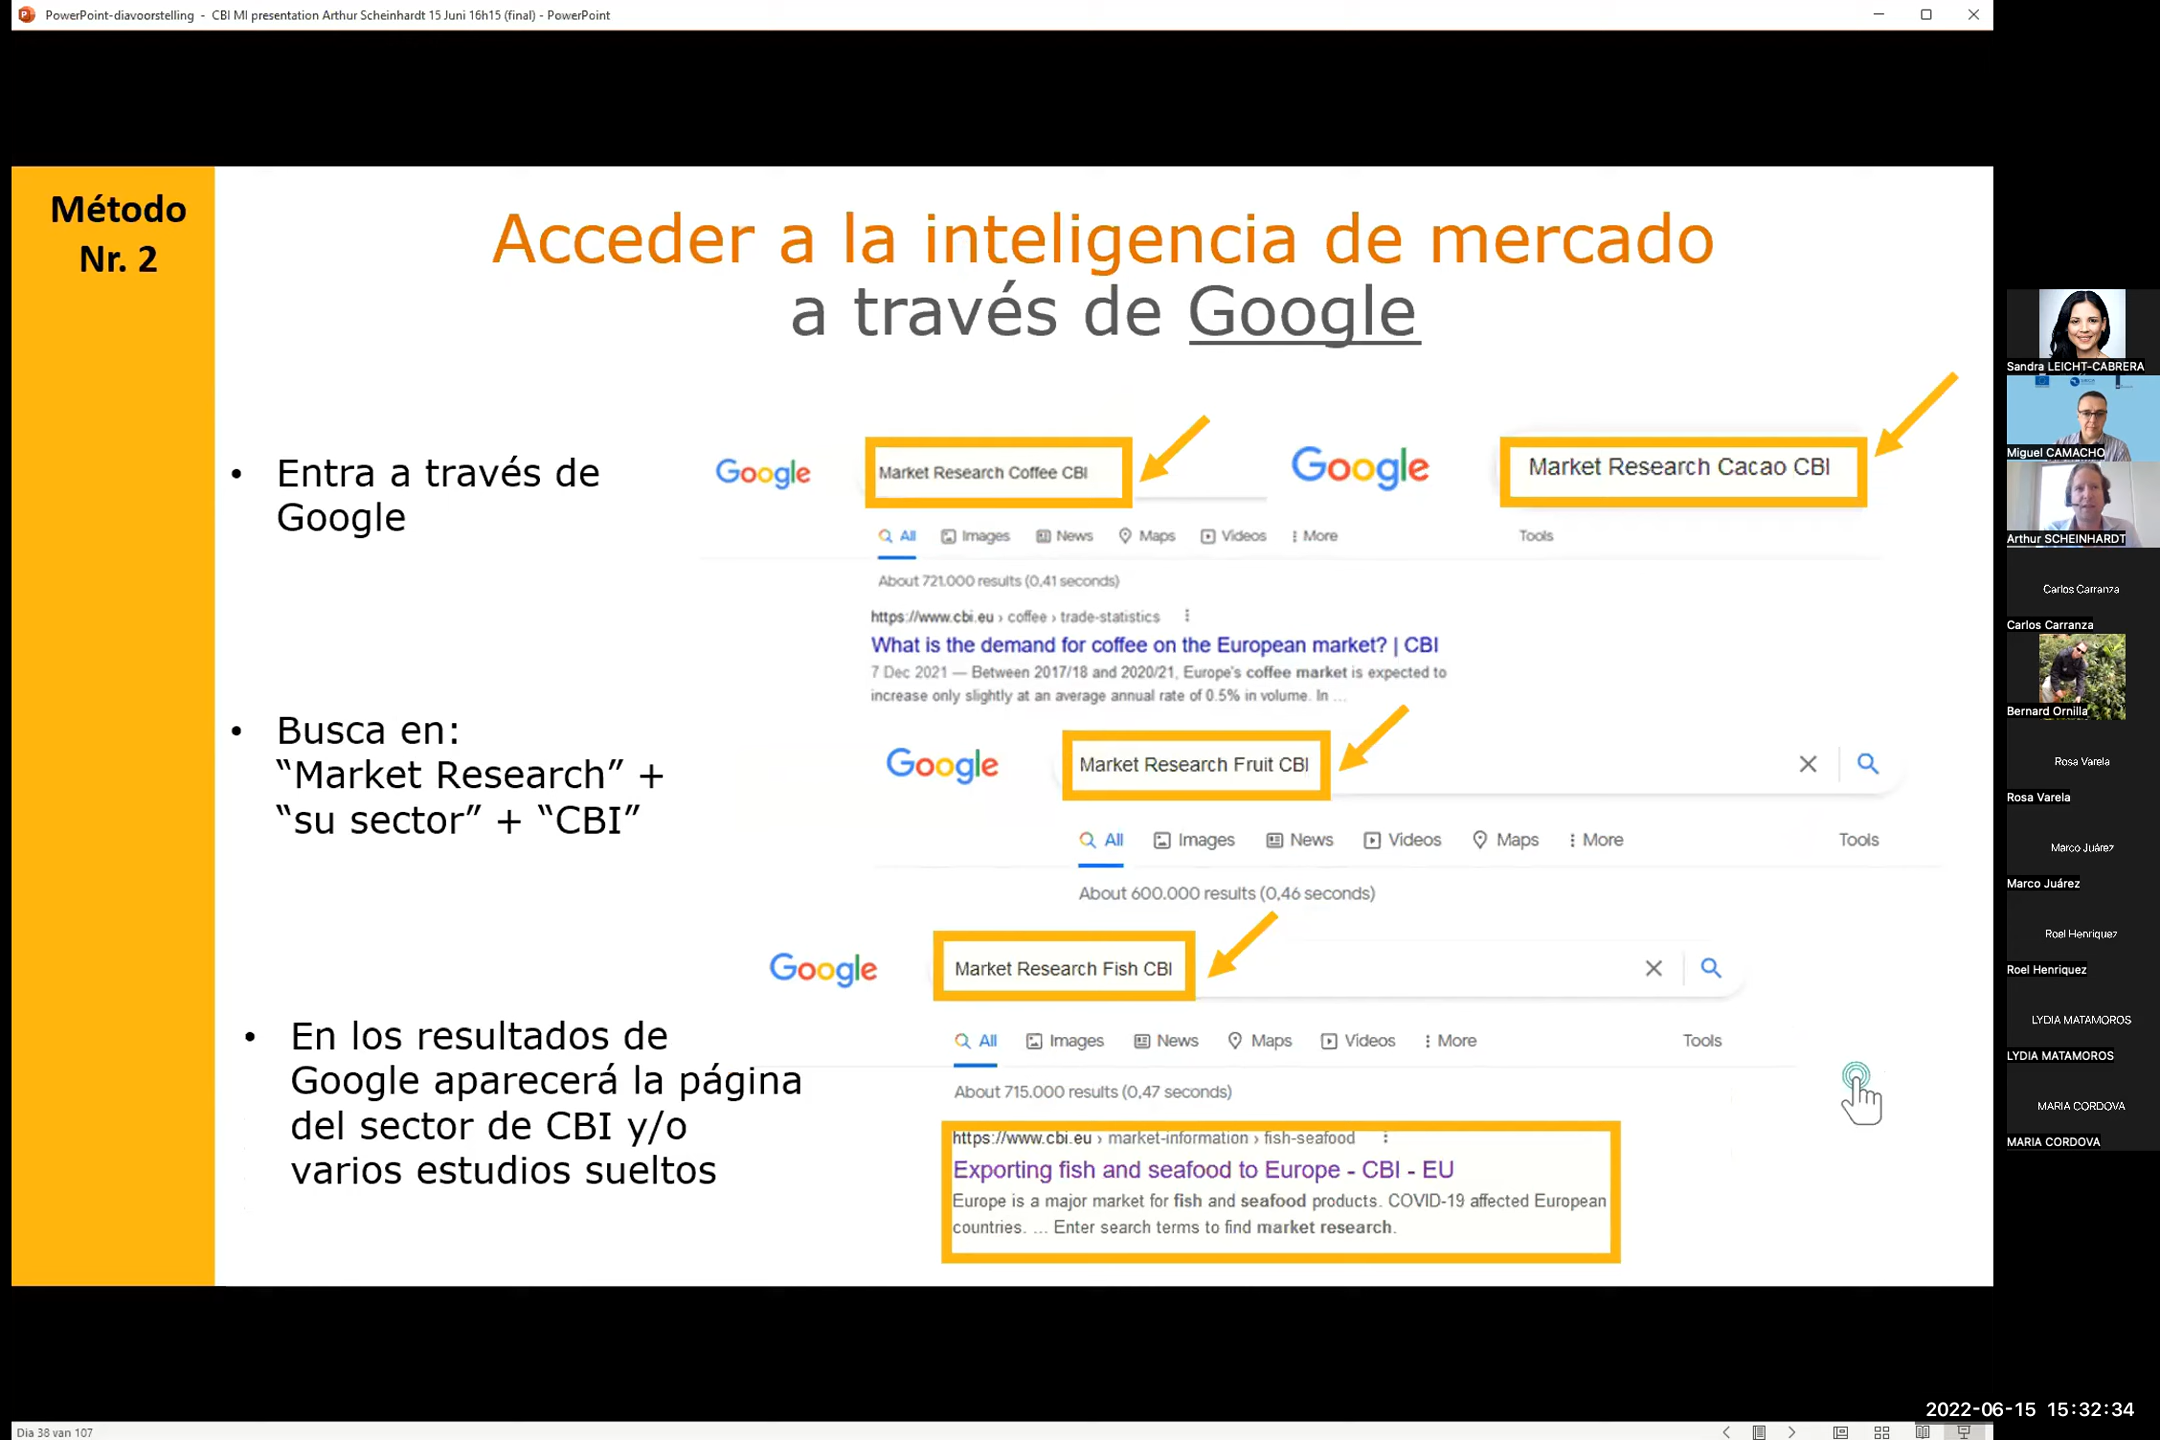 PowerPoint-diavoorstelling - CBI MI presentation Arthur Scheinhardt 15 Juni 16h15 (final) - PowerPoint
Método
Nr. 2
Acceder a la inteligencia de mercado
a través de Google
• Entra a través de
Google
• Busca en:
“Market Research” +
“su sector” + “CBI”
• En los resultados de
Google aparecerá la página
del sector de CBI y/o
varios estudios sueltos
Google Market Research Coffee CBI
Google Market Research Cacao CBI
All Images News Maps Videos More Tools
About 721.000 results (0,41 seconds)
https://www.cbi.eu › coffee › trade-statistics
What is the demand for coffee on the European market? | CBI
7 Dec 2021 — Between 2017/18 and 2020/21, Europe's coffee market is expected to
increase only slightly at an average annual rate of 0.5% in volume. In ...
Google Market Research Fruit CBI
All Images News Videos Maps More Tools
About 600.000 results (0,46 seconds)
Google Market Research Fish CBI
All Images News Maps Videos More Tools
About 715.000 results (0,47 seconds)
https://www.cbi.eu › market-information › fish-seafood
Exporting fish and seafood to Europe - CBI - EU
Europe is a major market for fish and seafood products. COVID-19 affected European
countries. ... Enter search terms to find market research.
Sandra LEICHT-CABRERA
Miguel CAMACHO
Arthur SCHEINHARDT
Carlos Carranza
Carlos Carranza
Bernard Ornilla
Rosa Varela
Rosa Varela
Marco Juárez
Marco Juárez
Roel Henriquez
Roel Henriquez
LYDIA MATAMOROS
LYDIA MATAMOROS
MARIA CORDOVA
MARIA CORDOVA
2022-06-15 15:32:34
Dia 38 van 107